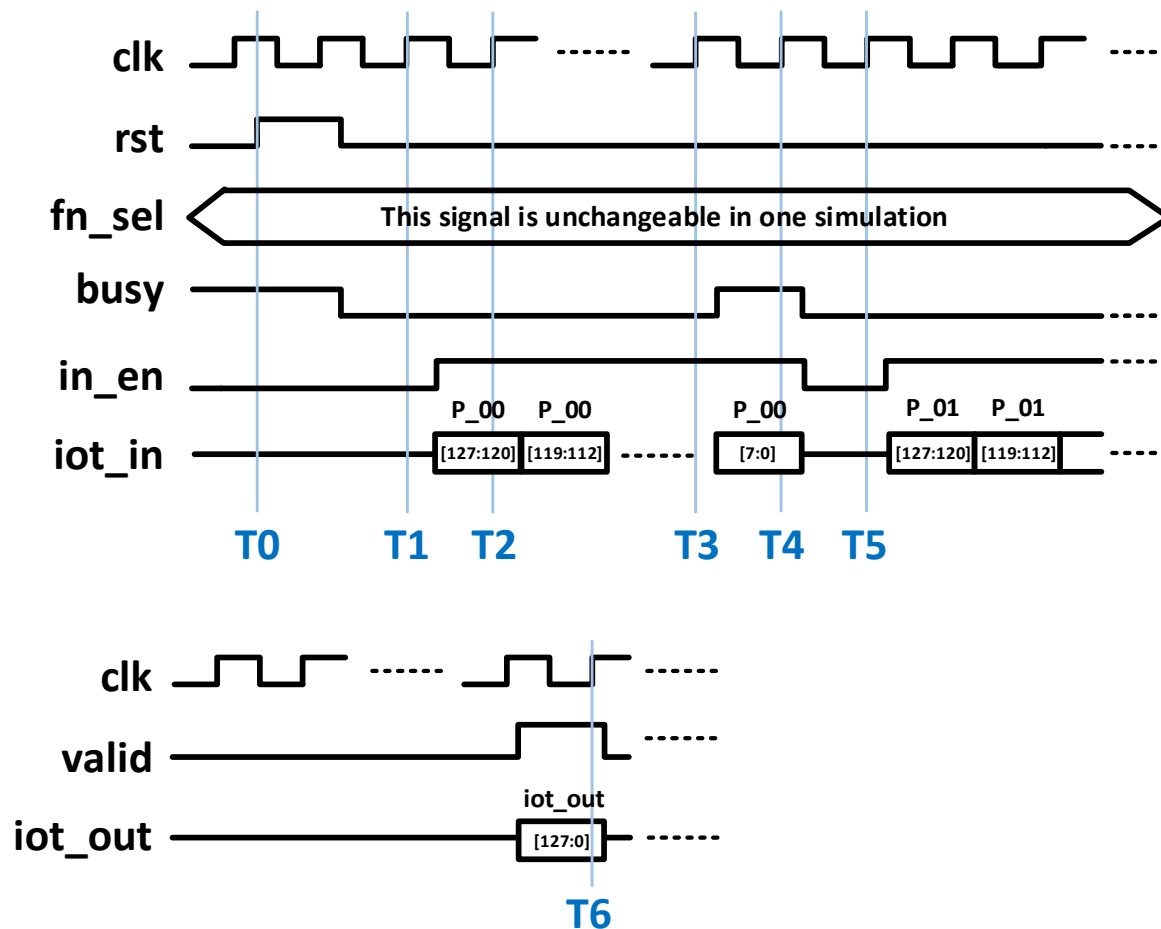 clk
rst
fn_sel
This signal is unchangeable in one simulation
busy
in_en
P_00 P_00 P_00 P_01 P_01
iot_in
[127:120] [119:112] [7:0] [127:120] [119:112]
T0 T1 T2 T3 T4 T5
clk
valid
iot_out
iot_out
[127:0]
T6